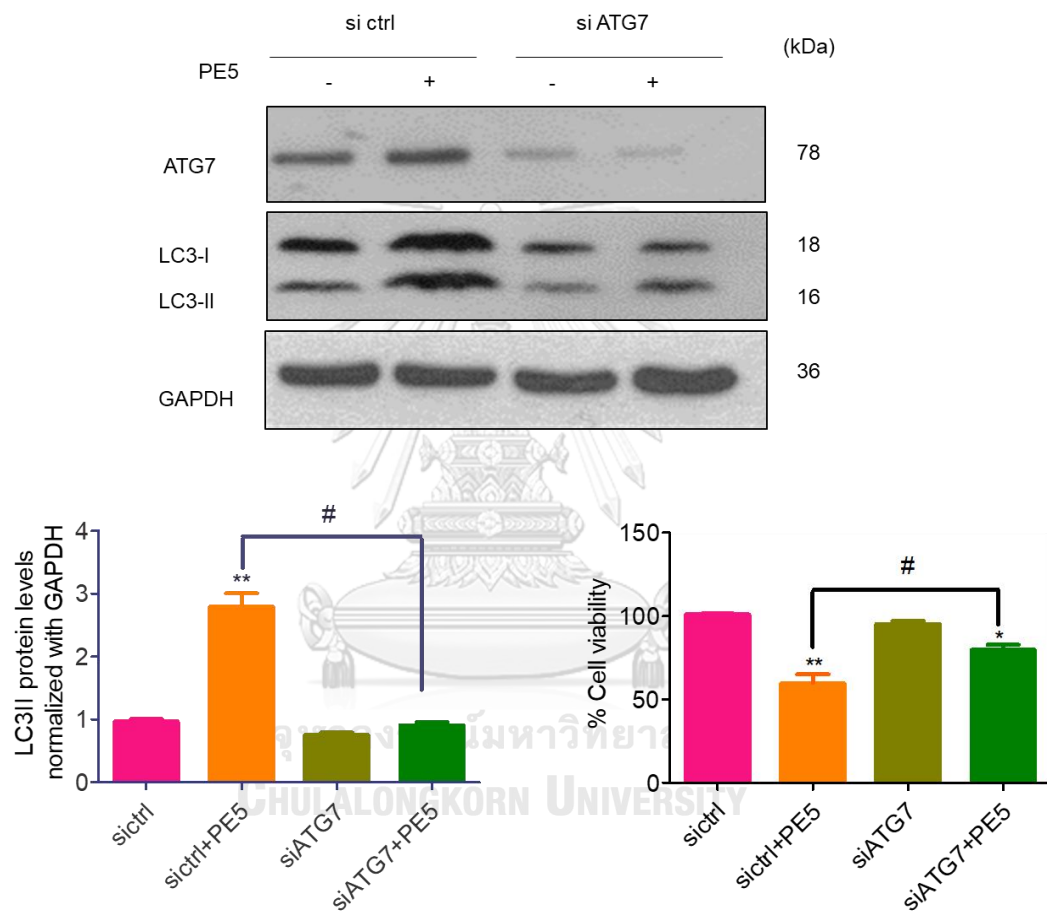 si ctrl si ATG7 (kDa)
PE5 - + - +
ATG7 78
LC3-I 18
LC3-II 16
GAPDH 36
#
4
3
2
1
0
**
LC3II protein levels
normalized with GAPDH
sictrl
sictrl+PE5
siATG7
siATG7+PE5
#
150
100
50
0
**
*
% Cell viability
sictrl
sictrl+PE5
siATG7
siATG7+PE5
CHULALONGKORN UNIVERSITY